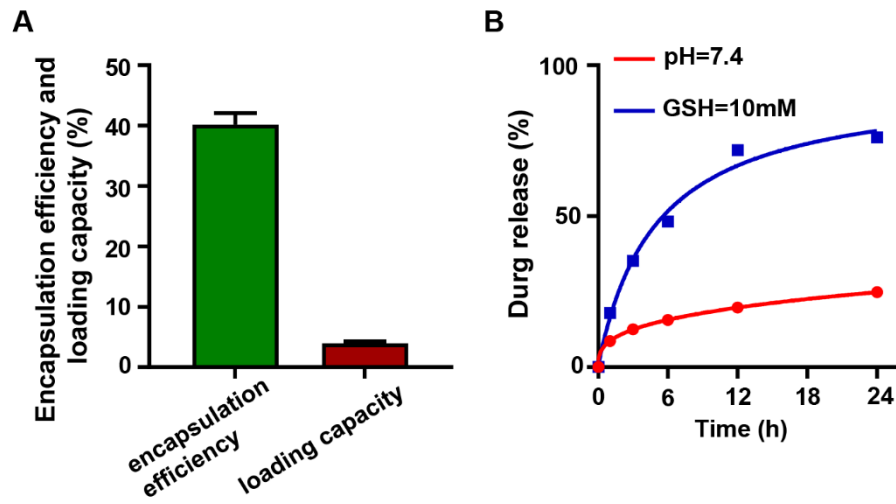 A
Encapsulation efficiency and
loading capacity (%)
50
40
30
20
10
0
encapsulation
efficiency
loading capacity
B
pH=7.4
GSH=10mM
Durg release (%)
100
50
0
0
6
12
18
24
Time (h)